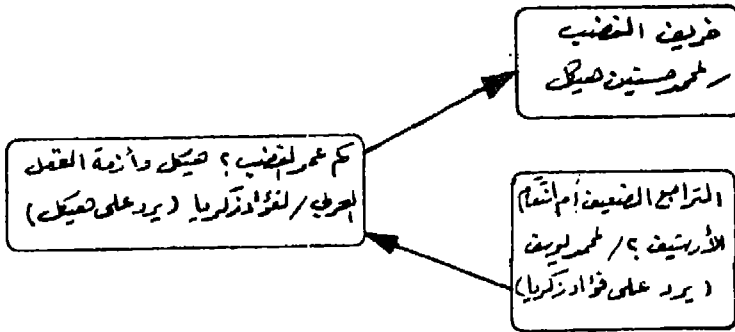 خريف الغضب
/ لمحمد حسنين هيكل
كم عمر الغضب ؟ هيكل وأزمة العقل
العربي / لفؤاد زكريا (يرد على هيكل)
التراجع الضعيف أم انتقام
الأرشيف ؟ / لمحمد يوسف
(يرد على فؤاد زكريا)